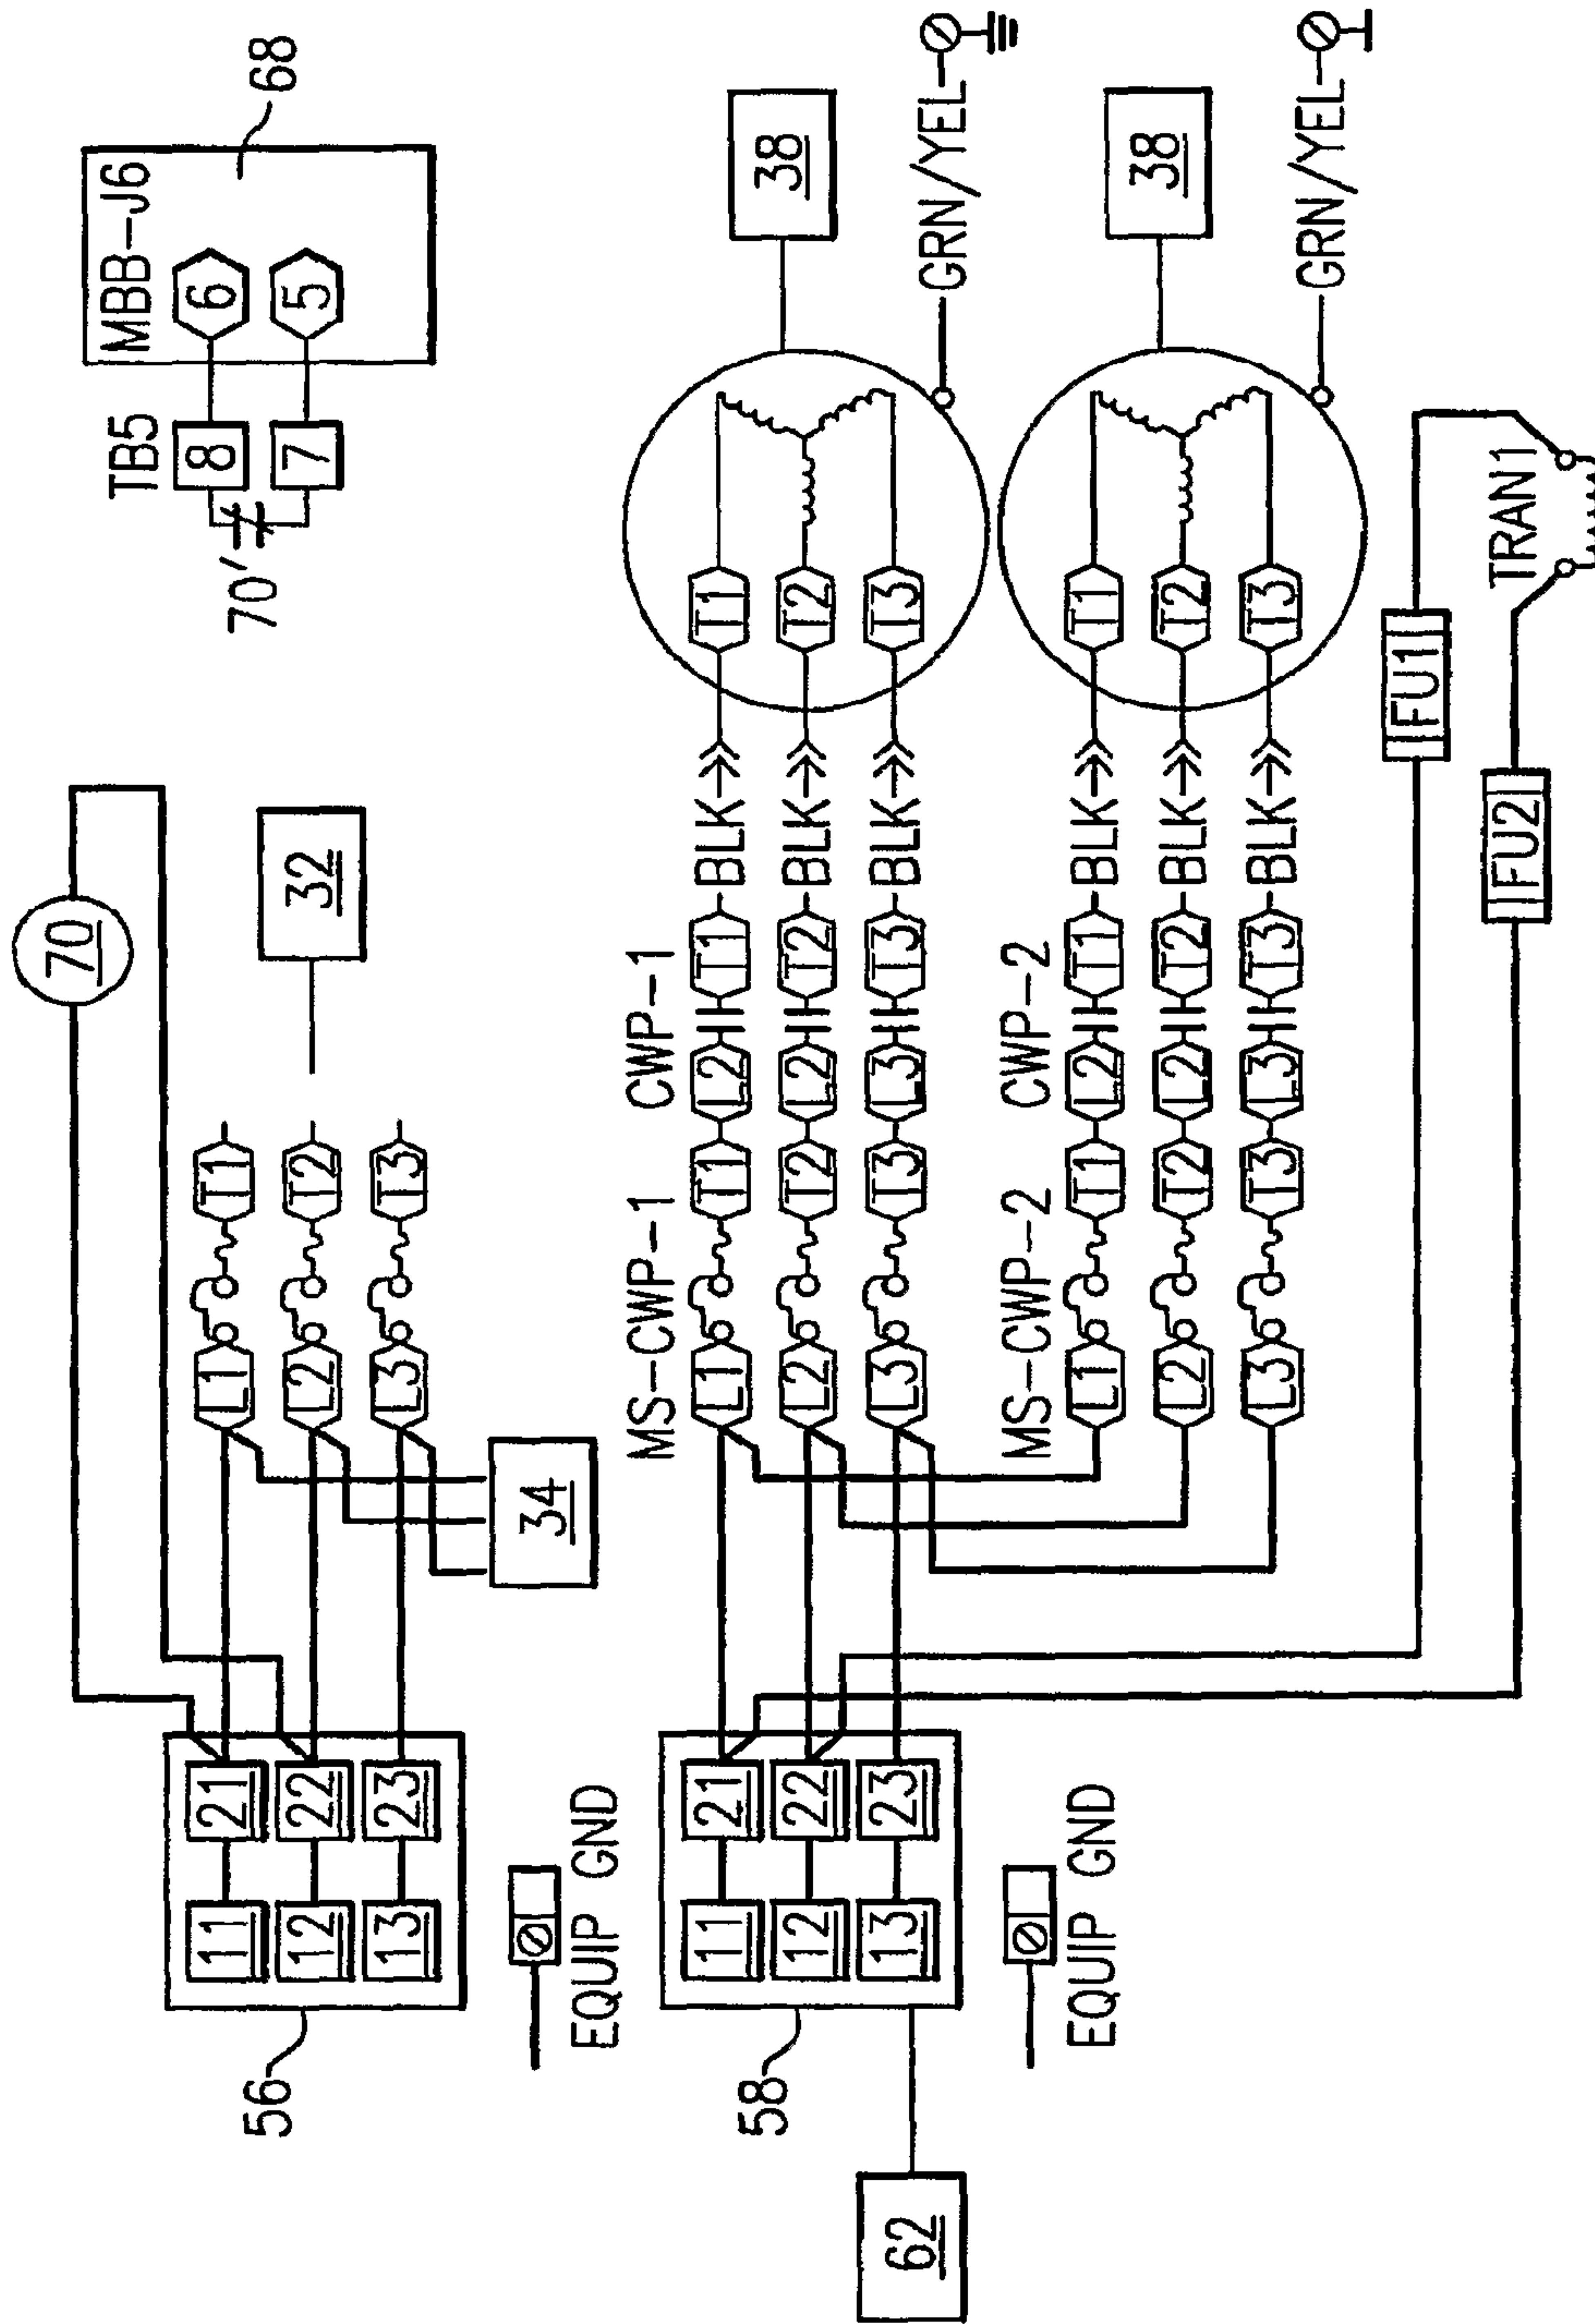 70
32
TB5
MBB-J6
70'
8 6
7 5
68
11 21 L1 T1
12 22 L2 T2
13 23 L3 T3
56
34
EQUIP GND
MS-CWP-1 CWP-1
11 21 L1 T1 L2 T1 BLK T1
12 22 L2 T2 L2 T2 BLK T2
13 23 L3 T3 L3 T3 BLK T3
38
GRN/YEL
58
62
EQUIP GND
MS-CWP-2 CWP-2
L1 T1 L2 T1 BLK T1
L2 T2 L2 T2 BLK T2
L3 T3 L3 T3 BLK T3
38
GRN/YEL
FU1
FU2
TRAN1